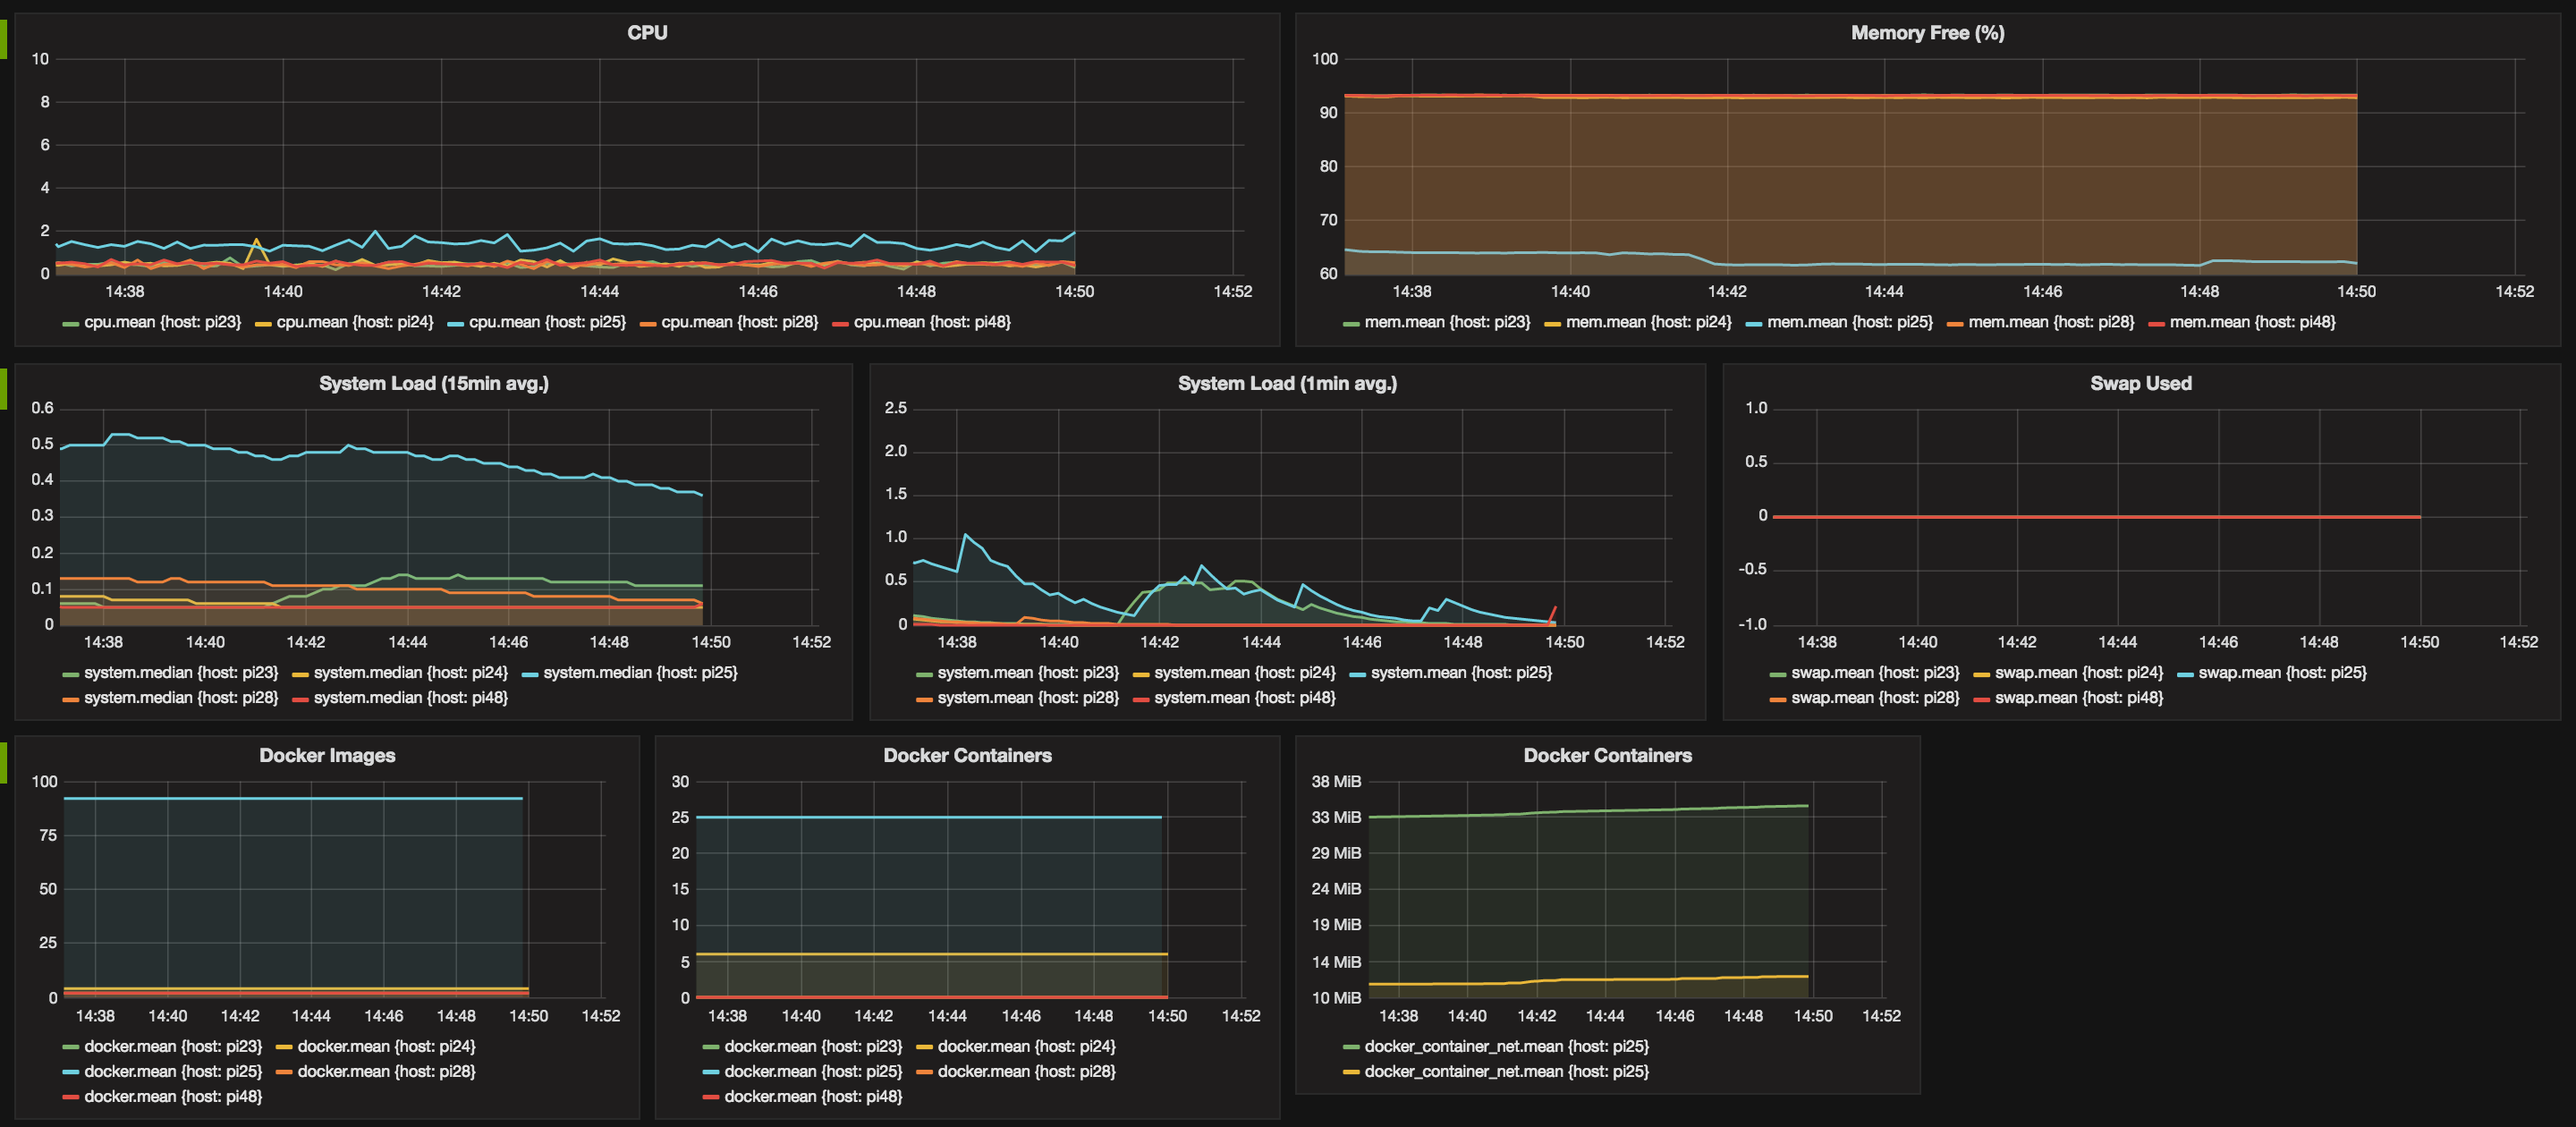 CPU
10
8
6
4
2
0
14:38 14:40 14:42 14:44 14:46 14:48 14:50 14:52
cpu.mean {host: pi23} cpu.mean {host: pi24} cpu.mean {host: pi25} cpu.mean {host: pi28} cpu.mean {host: pi48}
Memory Free (%)
100
90
80
70
60
14:38 14:40 14:42 14:44 14:46 14:48 14:50 14:52
mem.mean {host: pi23} mem.mean {host: pi24} mem.mean {host: pi25} mem.mean {host: pi28} mem.mean {host: pi48}
System Load (15min avg.)
0.6
0.5
0.4
0.3
0.2
0.1
0
14:38 14:40 14:42 14:44 14:46 14:48 14:50 14:52
system.median {host: pi23} system.median {host: pi24} system.median {host: pi25}
system.median {host: pi28} system.median {host: pi48}
System Load (1min avg.)
2.5
2.0
1.5
1.0
0.5
0
14:38 14:40 14:42 14:44 14:46 14:48 14:50 14:52
system.mean {host: pi23} system.mean {host: pi24} system.mean {host: pi25}
system.mean {host: pi28} system.mean {host: pi48}
Swap Used
1.0
0.5
0
-0.5
-1.0
14:38 14:40 14:42 14:44 14:46 14:48 14:50 14:52
swap.mean {host: pi23} swap.mean {host: pi24} swap.mean {host: pi25}
swap.mean {host: pi28} swap.mean {host: pi48}
Docker Images
100
75
50
25
0
14:38 14:40 14:42 14:44 14:46 14:48 14:50 14:52
docker.mean {host: pi23} docker.mean {host: pi24}
docker.mean {host: pi25} docker.mean {host: pi28}
docker.mean {host: pi48}
Docker Containers
30
25
20
15
10
5
0
14:38 14:40 14:42 14:44 14:46 14:48 14:50 14:52
docker.mean {host: pi23} docker.mean {host: pi24}
docker.mean {host: pi25} docker.mean {host: pi28}
docker.mean {host: pi48}
Docker Containers
38 MiB
33 MiB
29 MiB
24 MiB
19 MiB
14 MiB
10 MiB
14:38 14:40 14:42 14:44 14:46 14:48 14:50 14:52
docker_container_net.mean {host: pi25}
docker_container_net.mean {host: pi25}